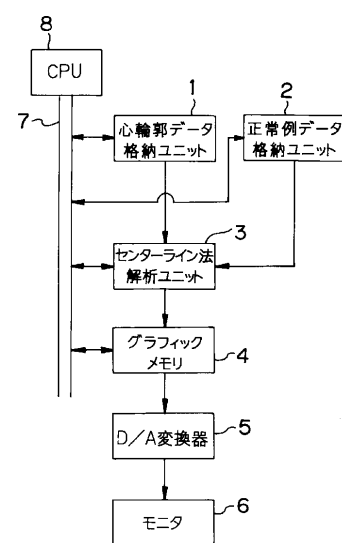 8
CPU
7
1
心輪郭データ
格納ユニット
2
正常例データ
格納ユニット
3
センターライン法
解析ユニット
グラフィック
メモリ
4
D/A変換器
5
モニタ
6